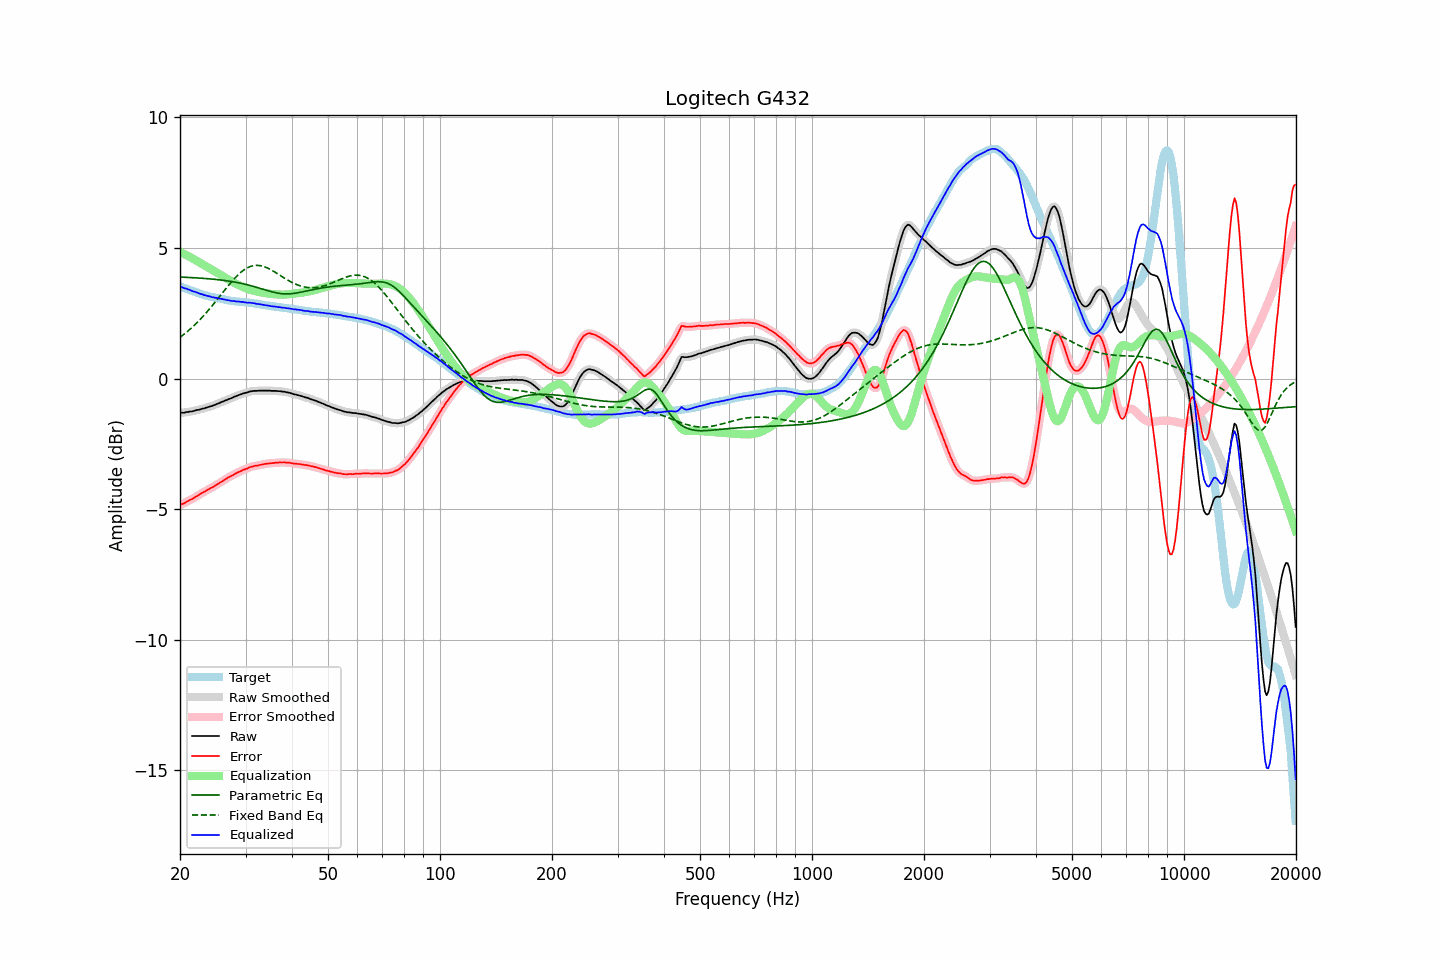 Logitech G432
Amplitude (dBr)
10
5
0
−5
−10
−15
Target
Raw Smoothed
Error Smoothed
Raw
Error
Equalization
Parametric Eq
Fixed Band Eq
Equalized
20 50 100 200 500 1000 2000 5000 10000 20000
Frequency (Hz)